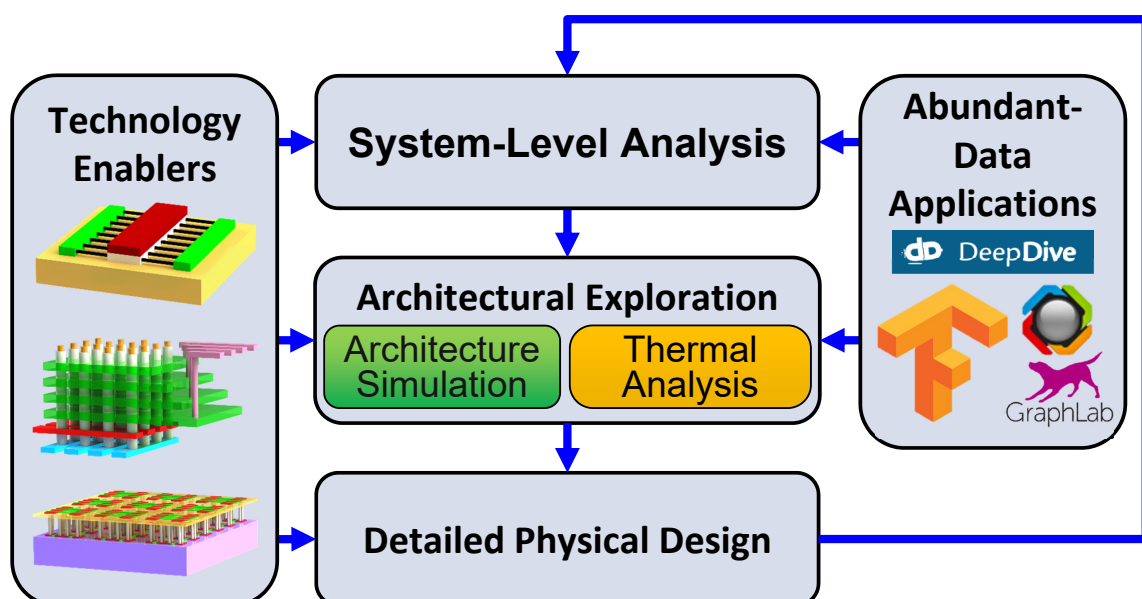 Technology
Enablers
System-Level Analysis
Architectural Exploration
Architecture
Simulation
Thermal
Analysis
Detailed Physical Design
Abundant-
Data
Applications
dD DeepDive
GraphLab